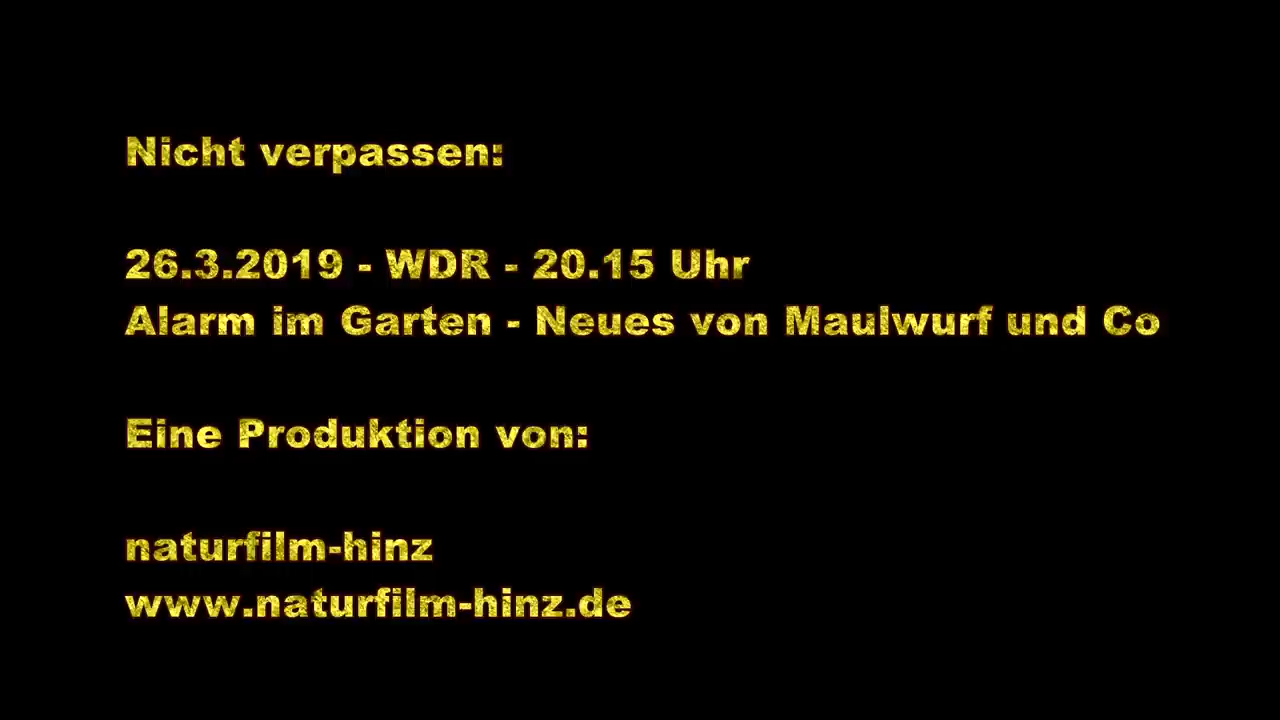 Nicht verpassen:
26.3.2019 - WDR - 20.15 Uhr
Alarm im Garten - Neues von Maulwurf und Co
Eine Produktion von:
naturfilm-hinz
www.naturfilm-hinz.de